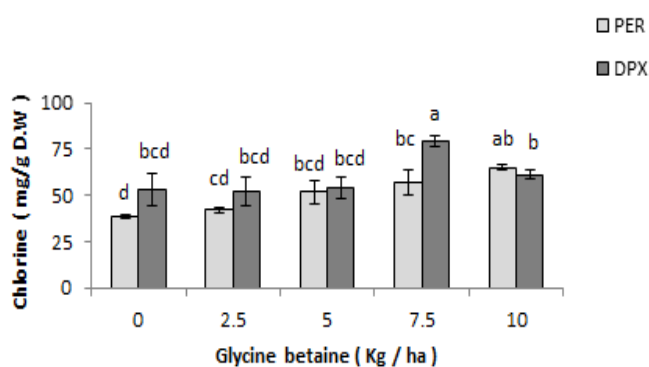 PER
DPX
Chlorine ( mg/g D.W )
100
75
50
25
0
d bcd cd bcd bcd bcd bc a ab b
0 2.5 5 7.5 10
Glycine betaine ( Kg / ha )